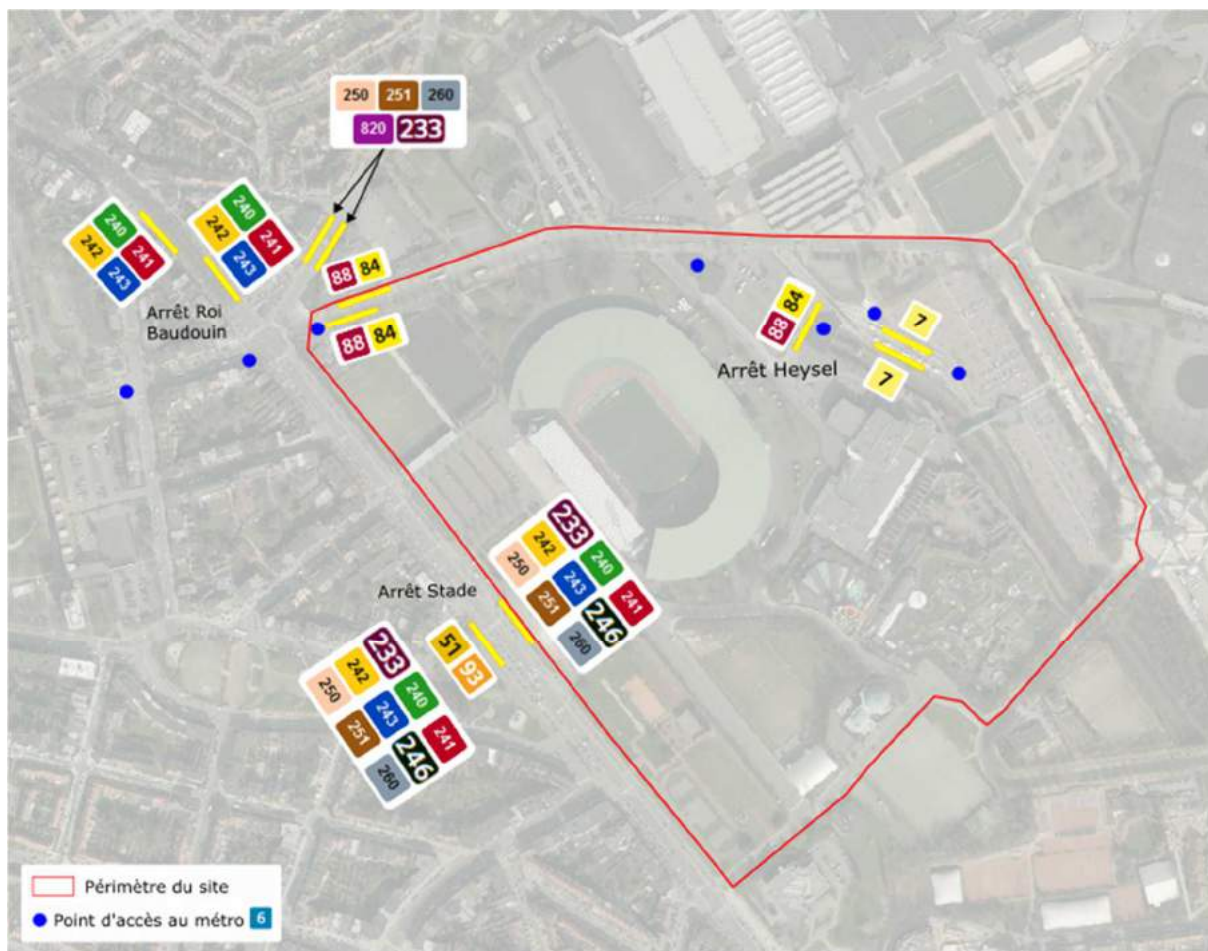 250 251 260
820 233
240
242 241
243
240
242 241
243
Arrêt Roi
Baudouin
88 84
88 84
88 84
7
7
Arrêt Heysel
233
242 240
250 243 241
251 246
260
Arrêt Stade
51
93
233
242 240
250 243 241
251 246
260
Périmètre du site
Point d'accès au métro 6